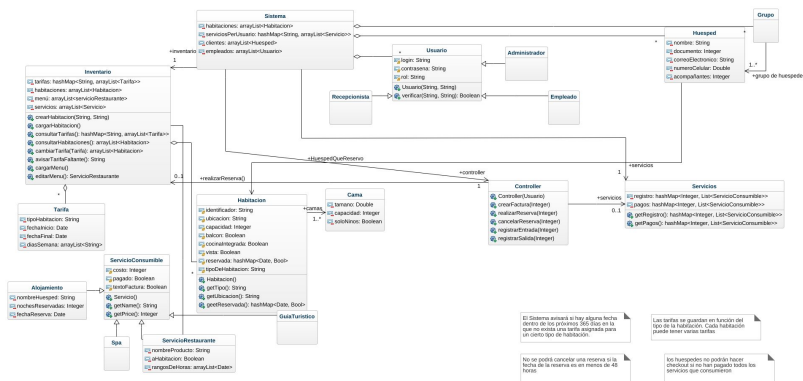 Sistema
habitaciones: arrayList<Habitacion>
serviciosPerUsuario: hashMap<String, arrayList<Servicio>>
clientes: arrayList<Huesped>
empleados: arrayList<Usuario>
Grupo
Huesped
nombre: String
documento: Integer
correoElectronico: String
numeroCelular: Double
acompañantes: Integer
*
*
1..*
+grupo de huespede
+inventario
1
Usuario
*
login: String
contrasena: String
rol: String
Usuario(String, String)
verificar(String, String): Boolean
Administrador
Recepcionista
Empleado
Inventario
tarifas: hashMap<String, arrayList<Tarifa>>
habitaciones: arrayList<Habitacion>
menú: arrayList<servicioRestaurante>
servicios: arrayList<Servicio>
crearHabitacion(String, String)
cargarHabitacion()
consultarTarifa(): hashMap<String, arrayList<Tarifa>>
consultarHabitaciones(): arrayList<Habitacion>
cambiarTarifa(Tarifa): arrayList<Habitacion>
avisarTarifaFaltante(): String
cargarMenu()
editarMenu(): ServicioRestaurante
+HuespedQueReservo
+controller
+servicios
1
+realizarReserva()
0..1
1
*
Tarifa
tipoHabitacion: String
fechaInicio: Date
fechaFinal: Date
diasSemana: arrayList<String>
Habitacion
identificador: String
ubicacion: String
capacidad: Integer
balcon: Boolean
cocinaIntegrada: Boolean
vista: Boolean
reservada: hashMap<Date, Bool>
tipoDeHabitacion: String
Habitacion()
getTipo(): String
getUbicacion(): String
geetReservada(): hashMap<Date, Bool>
*
+camas
1..*
Cama
tamano: Double
capacidad: Integer
soloNinos: Boolean
Controller
Controller(Usuario)
crearFactura(Integer)
realizarReserva(Integer)
cancelarReserva(Integer)
registrarEntrada(Integer)
registrarSalida(Integer)
+servicios
0..1
Servicios
registro: hashMap<Integer, List<ServicioConsumible>>
pagos: hashMap<Integer, List<ServicioConsumible>>
getRegistro(): hashMap<Integer, List<ServicioConsumible>>
getPagos(): hashMap<Integer, List<ServicioConsumible>>
ServicioConsumible
costo: Integer
pagado: Boolean
textoFactura: Boolean
Servicio()
getName(): String
getPrice(): Integer
Alojamiento
nombreHuesped: String
nochesReservadas: Integer
fechaReserva: Date
GuiaTuristico
Spa
ServicioRestaurante
nombreProducto: String
aHabitacion: Boolean
rangosDeHoras: arrayList<Date>
El Sistema avisará si hay alguna fecha
dentro de los próximos 365 días en la
que no exista una tarifa asignada para
un cierto tipo de habitación.
Las tarifas se guardan en función del
tipo de la habitación. Cada habitación
puede tener varias tarifas
No se podrá cancelar una reserva si la
fecha de la reserva es en menos de 48
horas
los huespedes no podrán hacer
checkout si no han pagado todos los
servicios que consumieron